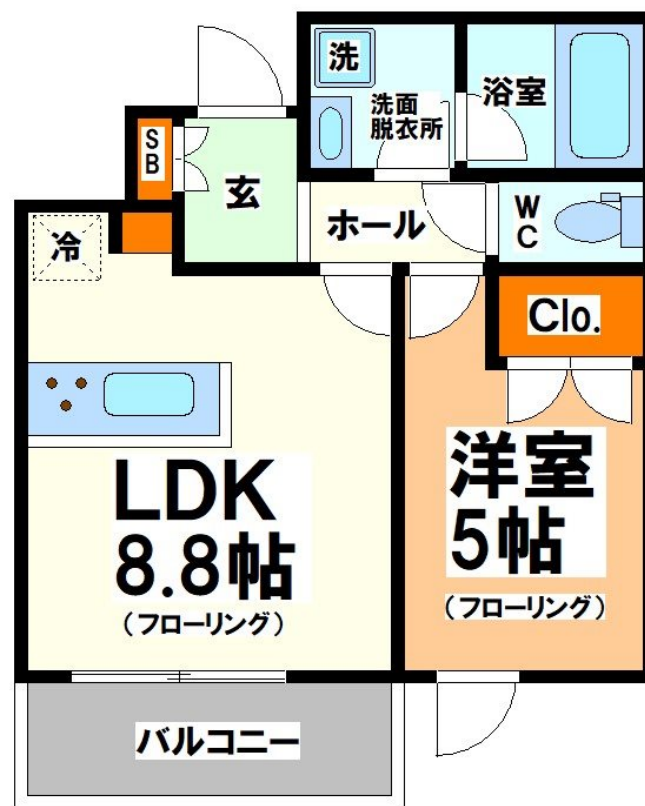 洗
洗面
脱衣所
浴室
SB
玄
ホール
WC
冷
Clo.
LDK
8.8帖
(フローリング)
洋室
5帖
(フローリング)
バルコニー